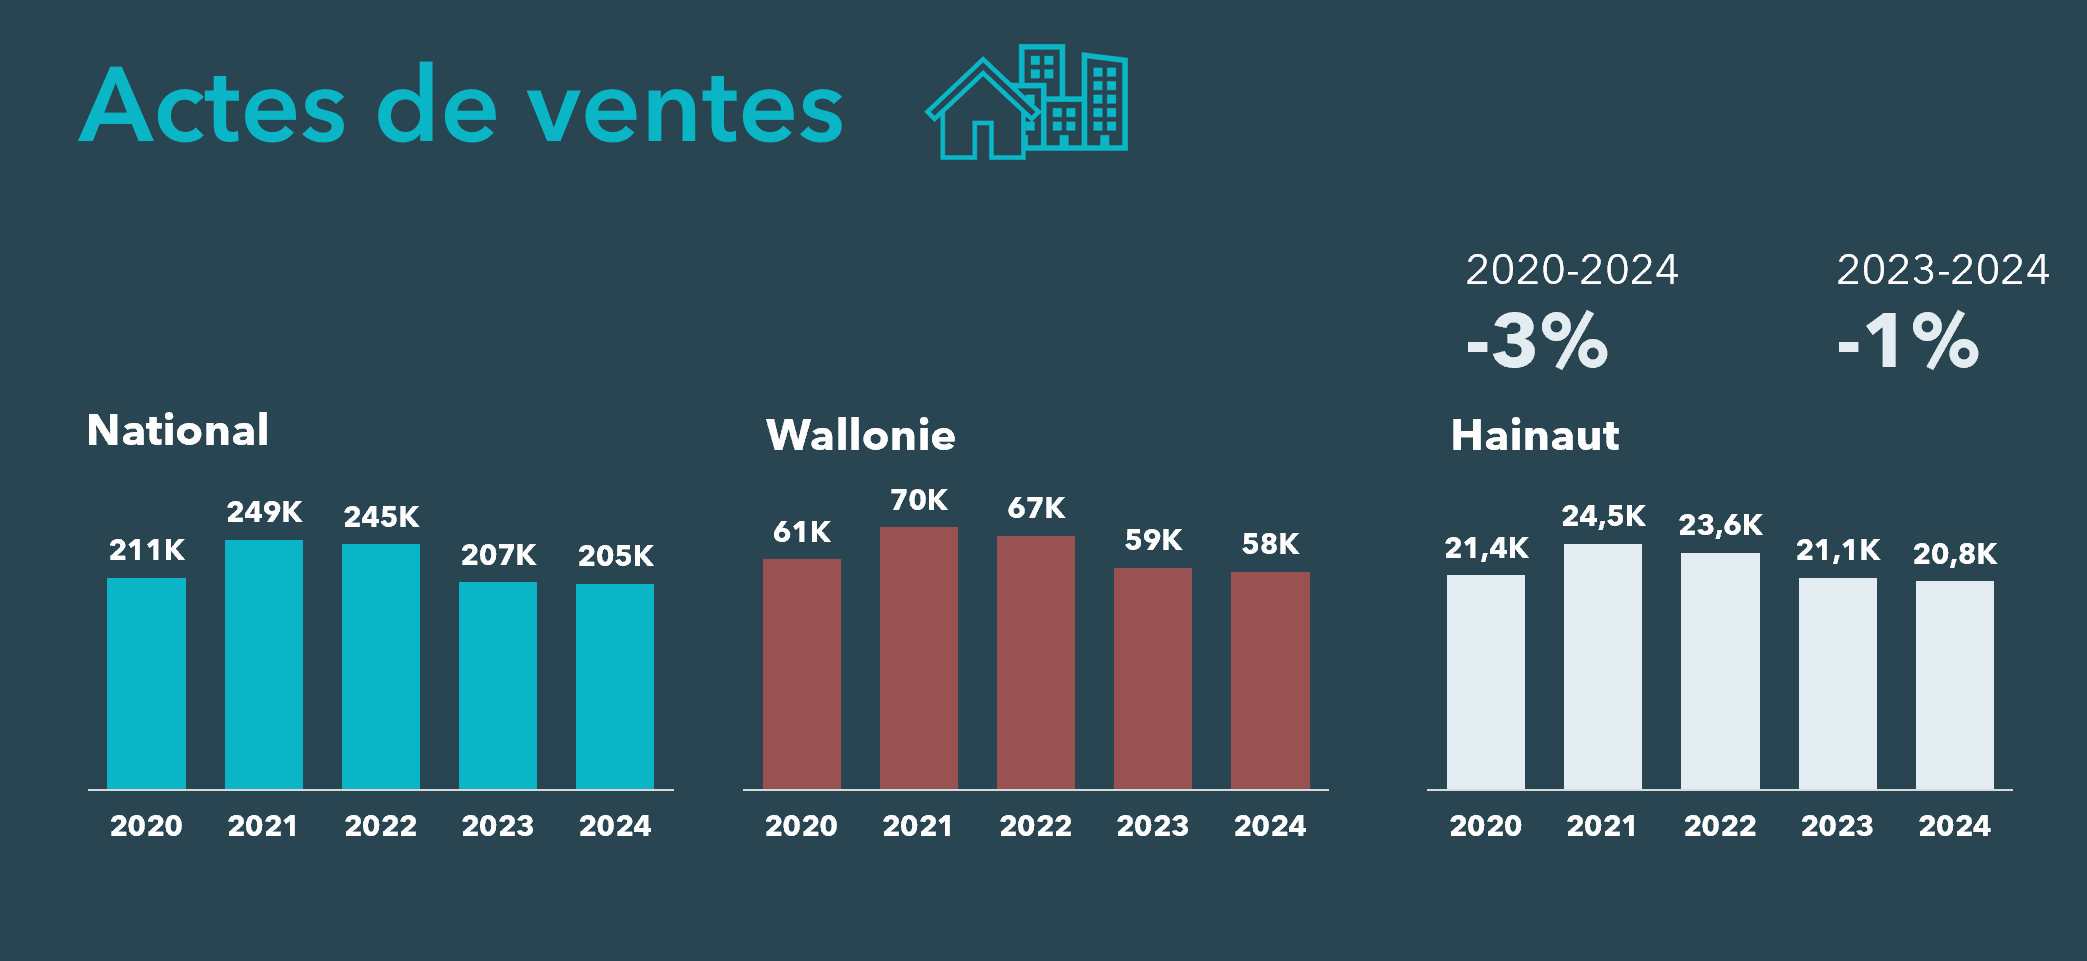 Actes de ventes
2020-2024
-3%
2023-2024
-1%
National
211K
249K
245K
207K
205K
2020
2021
2022
2023
2024
Wallonie
61K
70K
67K
59K
58K
2020
2021
2022
2023
2024
Hainaut
21,4K
24,5K
23,6K
21,1K
20,8K
2020
2021
2022
2023
2024